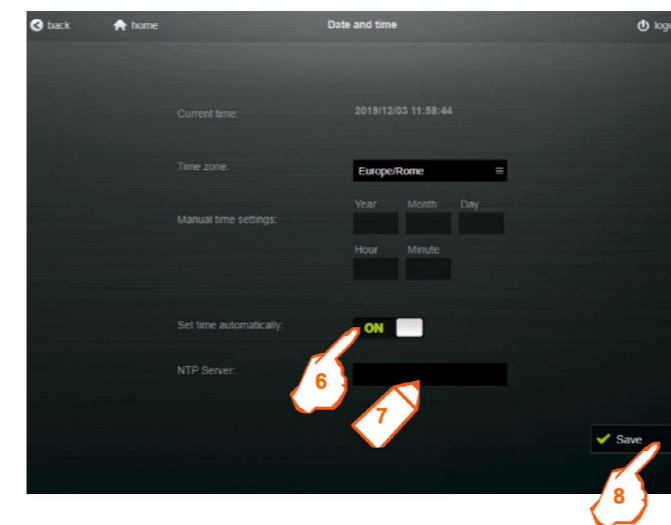 back home Date and time
Current time: 2019/12/03 11:58:44
Time zone: Europe/Rome
Year Month Day
Manual time settings:
Hour Minute
Set time automatically: ON
6
NTP Server:
7
Save
8